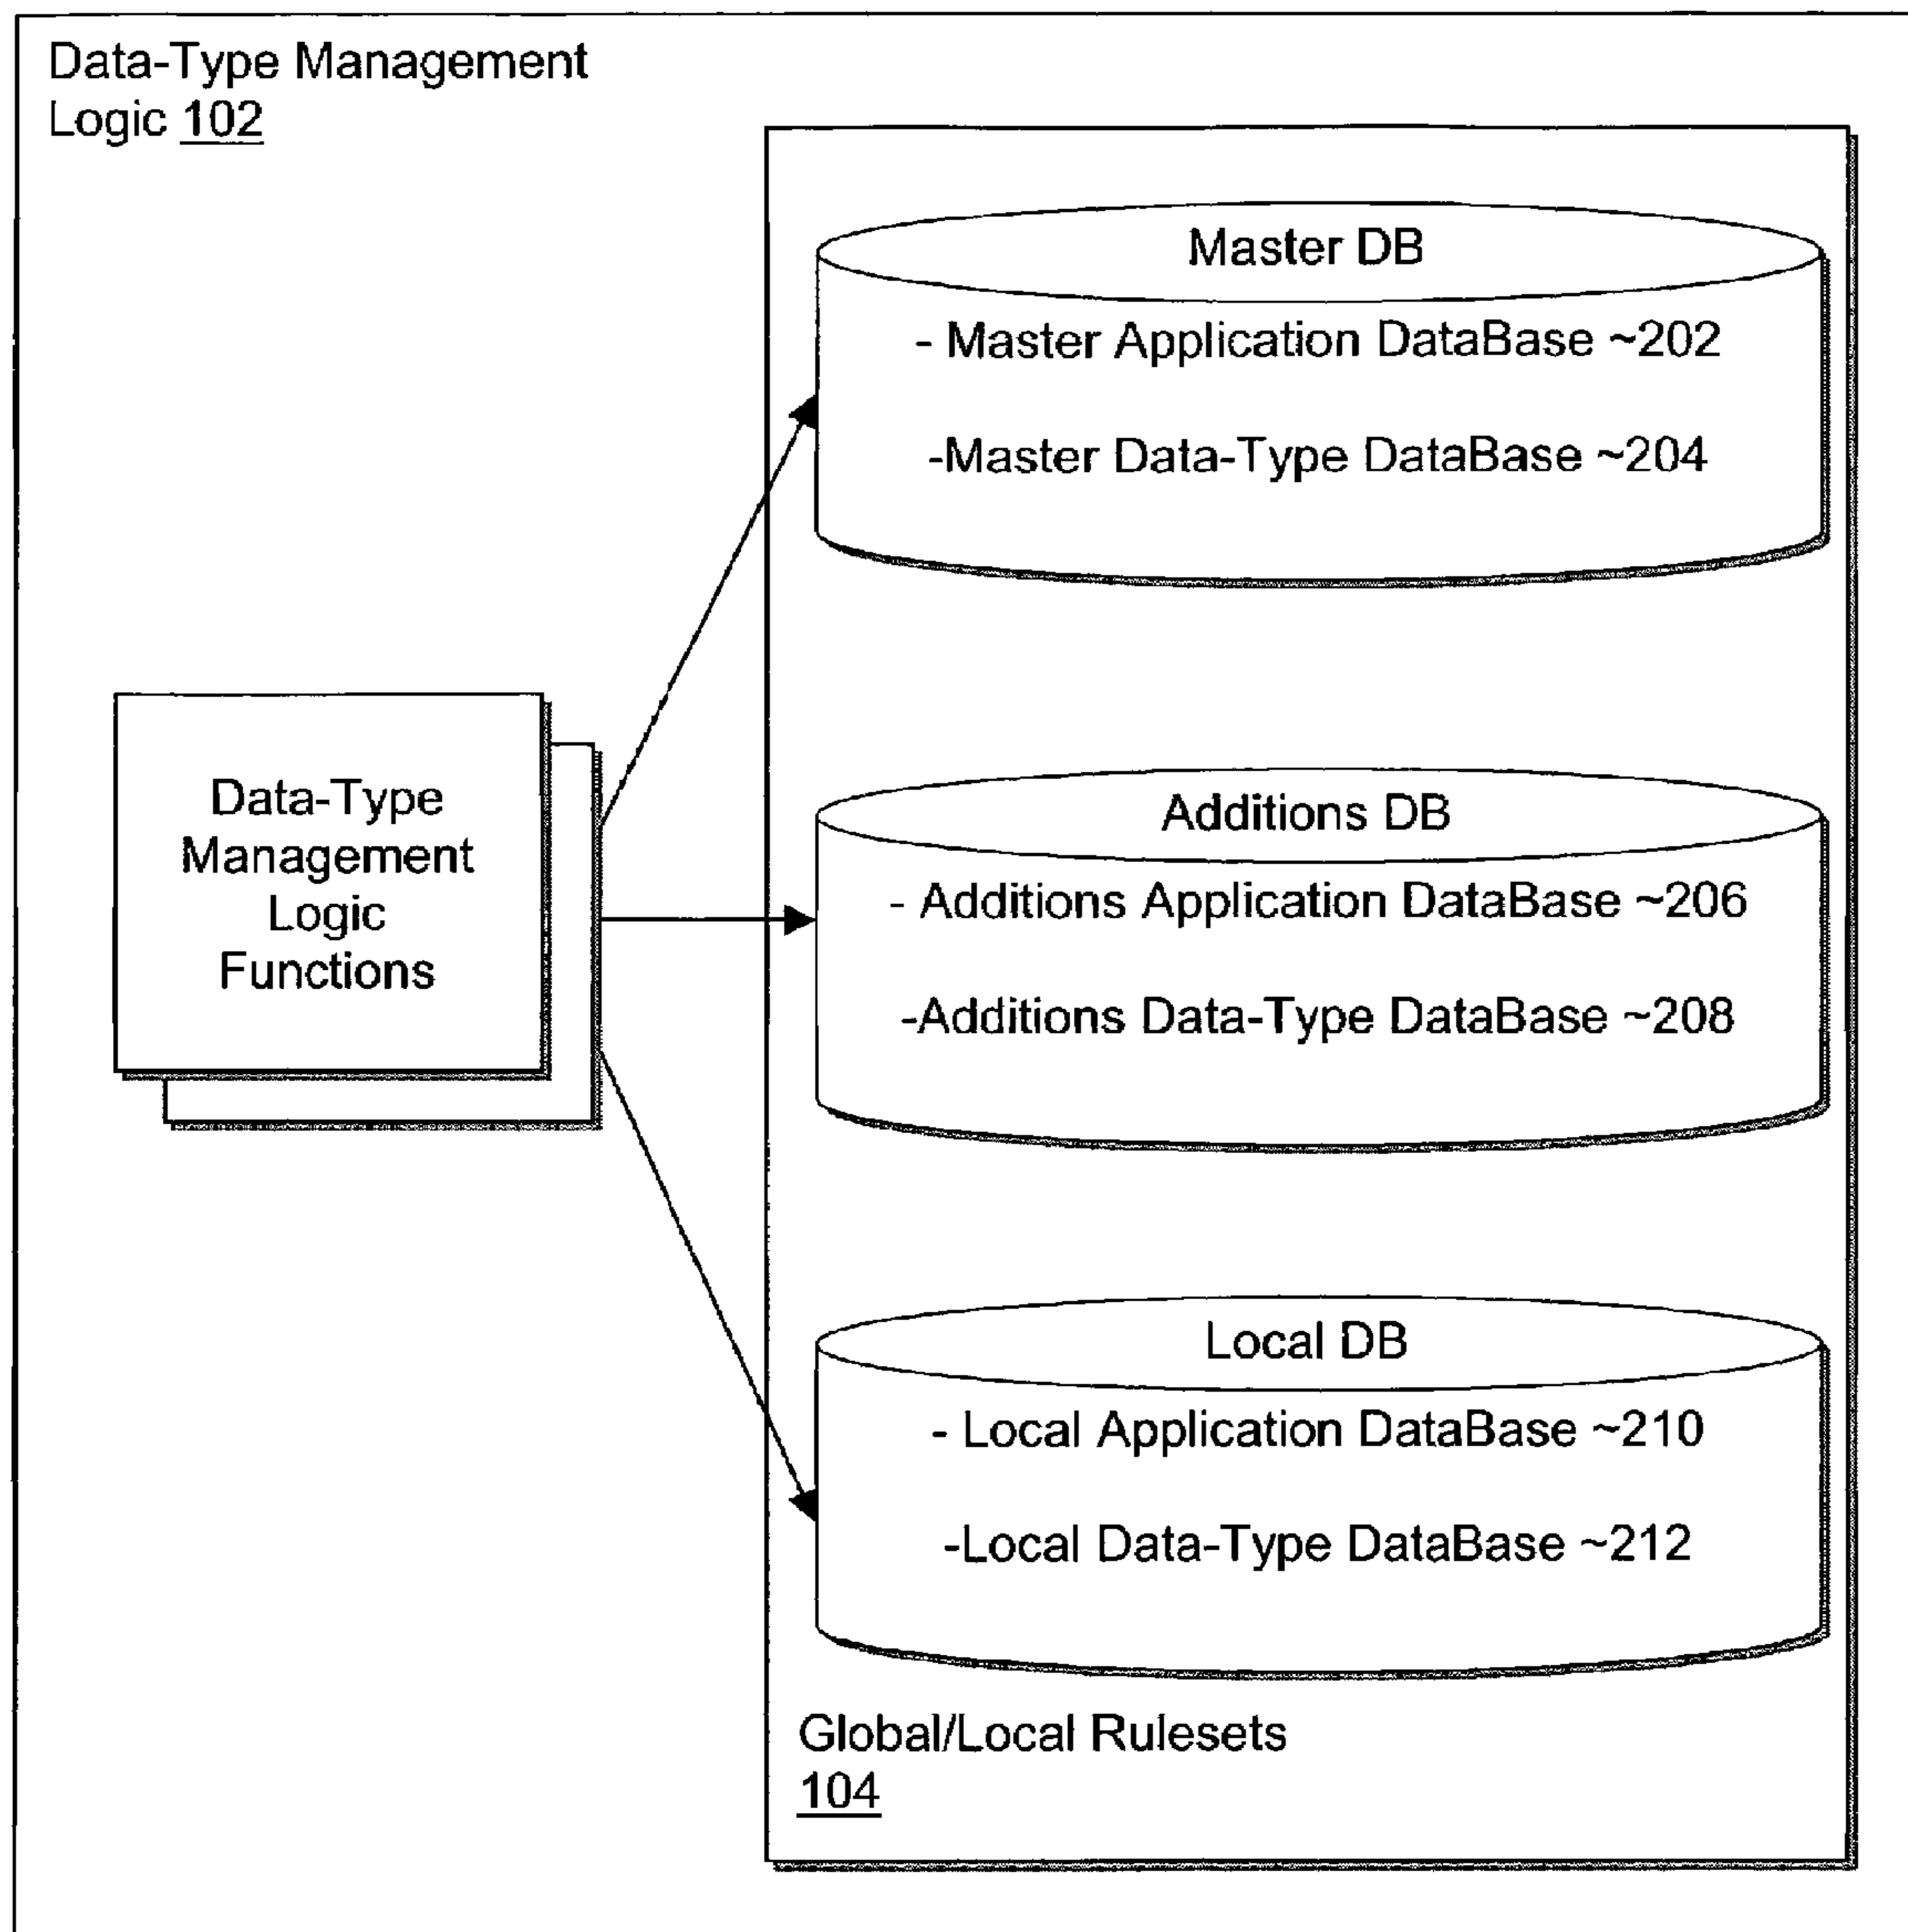 Data-Type Management
Logic 102
Master DB
- Master Application DataBase ~202
-Master Data-Type DataBase ~204
Data-Type
Management
Logic
Functions
Additions DB
- Additions Application DataBase ~206
-Additions Data-Type DataBase ~208
Local DB
- Local Application DataBase ~210
-Local Data-Type DataBase ~212
Global/Local Rulesets
104